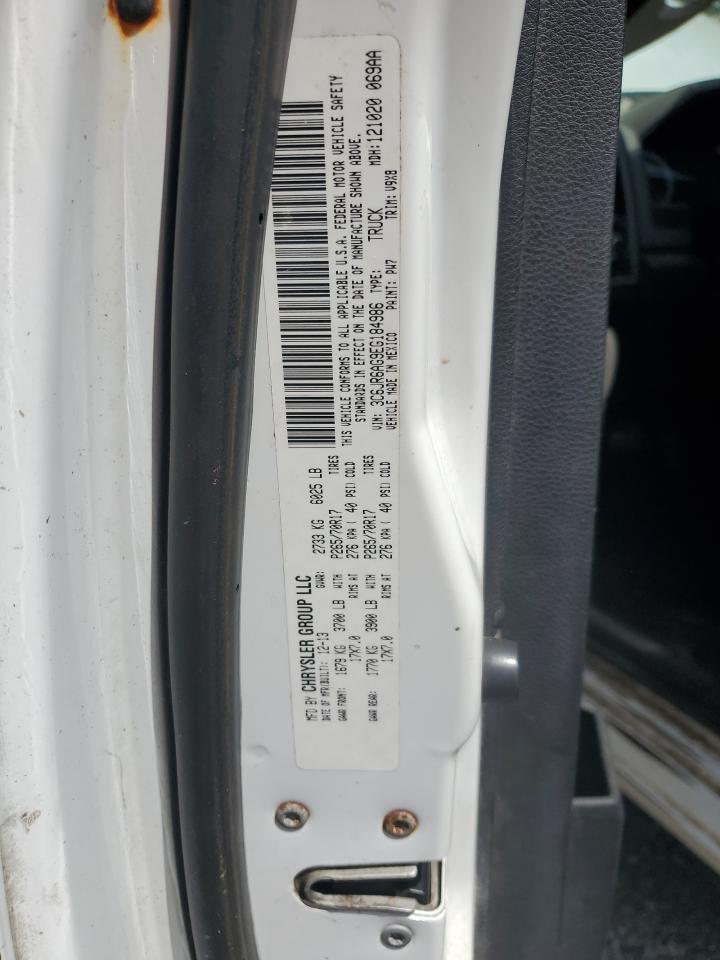 MFD BY CHRYSLER GROUP LLC
DATE OF MFR(BUILT): 12-13 GVWR: 2733 KG 6025 LB
GAWR FRONT: 1679 KG 3700 LB WITH P265/70R17 TIRES
17X7.0 RIMS AT 276 KPA ( 40 PSI) COLD
GAWR REAR: 1770 KG 3900 LB WITH P265/70R17 TIRES
17X7.0 RIMS AT 276 KPA ( 40 PSI) COLD
THIS VEHICLE CONFORMS TO ALL APPLICABLE U.S.A. FEDERAL MOTOR VEHICLE SAFETY
STANDARDS IN EFFECT ON THE DATE OF MANUFACTURE SHOWN ABOVE.
VIN: 3C6JR6AG9EG184986 TYPE: TRUCK MDH: 121020 069AA
VEHICLE MADE IN MEXICO PAINT: PW7 TRIM: V9X8